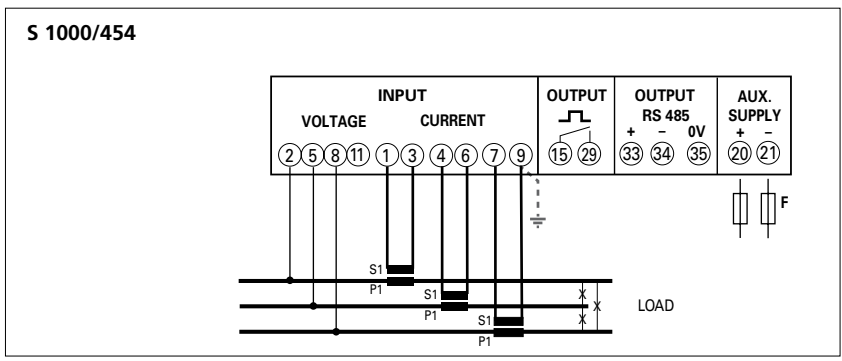 S 1000/454
INPUT
OUTPUT
OUTPUT
RS 485
AUX.
SUPPLY
VOLTAGE
CURRENT
+ – 0V
+ –
2 5 8 11 1 3 4 6 7 9
15 29
33 34 35
20 21
F
S1
P1
S1
P1
S1
P1
X
X
X
LOAD